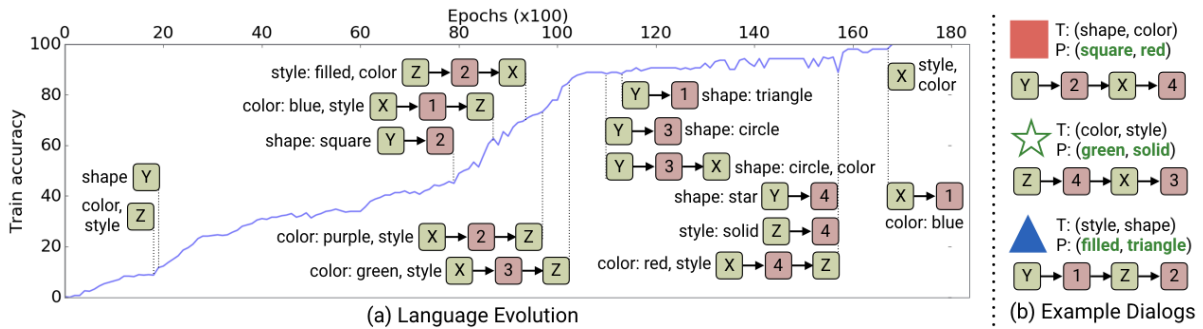 Epochs (x100)
0 20 40 60 80 100 120 140 160 180
Train accuracy
100
80
60
40
20
0
style: filled, color Z 2 X
color: blue, style X 1 Z
shape: square Y 2
shape Y
color, style Z
color: purple, style X 2 Z
color: green, style X 3 Z
Y 1 shape: triangle
Y 3 shape: circle
Y 3 X shape: circle, color
shape: star Y 4
style: solid Z 4
color: red, style X 4 Z
X style, color
X 1
color: blue
(a) Language Evolution
T: (shape, color)
P: (square, red)
Y 2 X 4
T: (color, style)
P: (green, solid)
Z 4 X 3
T: (style, shape)
P: (filled, triangle)
Y 1 Z 2
(b) Example Dialogs